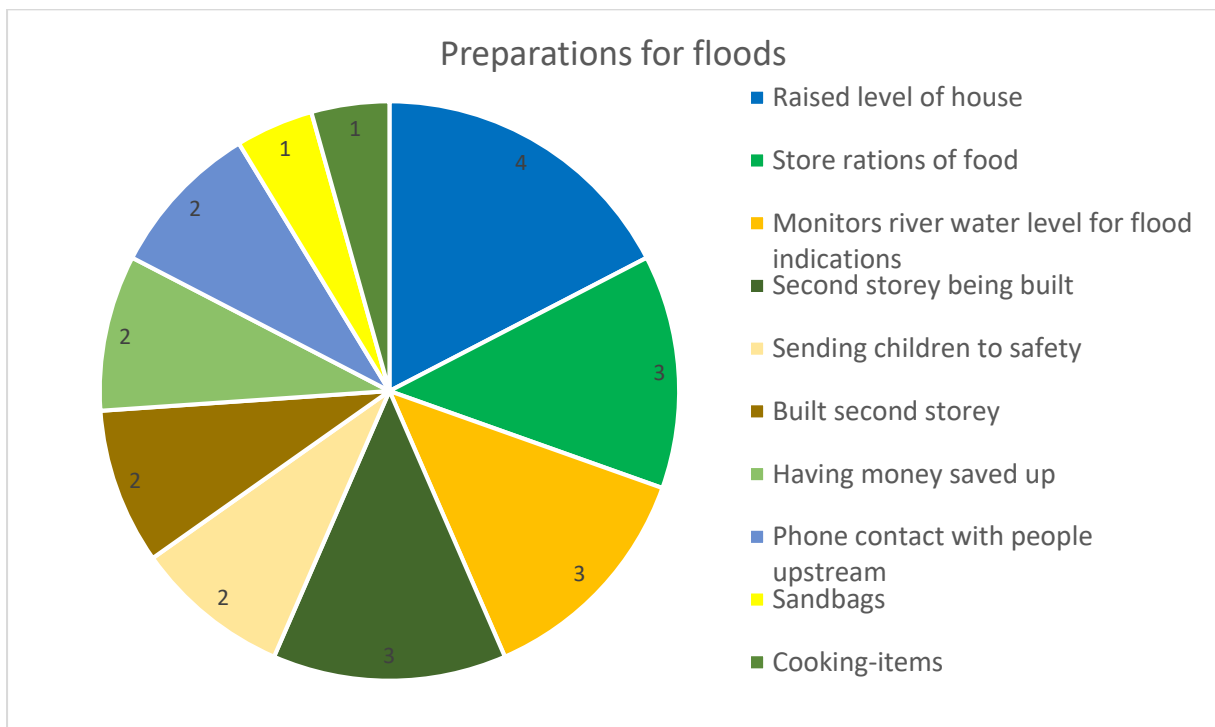 Preparations for floods
4
3
3
3
2
2
2
2
1
1
Raised level of house
Store rations of food
Monitors river water level for flood
indications
Second storey being built
Sending children to safety
Built second storey
Having money saved up
Phone contact with people
upstream
Sandbags
Cooking-items